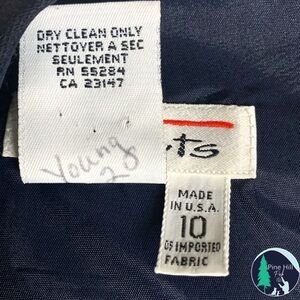 DRY CLEAN ONLY
NETTOYER A SEC
SEULEMENT
RN 55284
CA 23147
Young
ts
MADE
IN U.S.A.
10
OF IMPORTED
FABRIC
Pine Hill